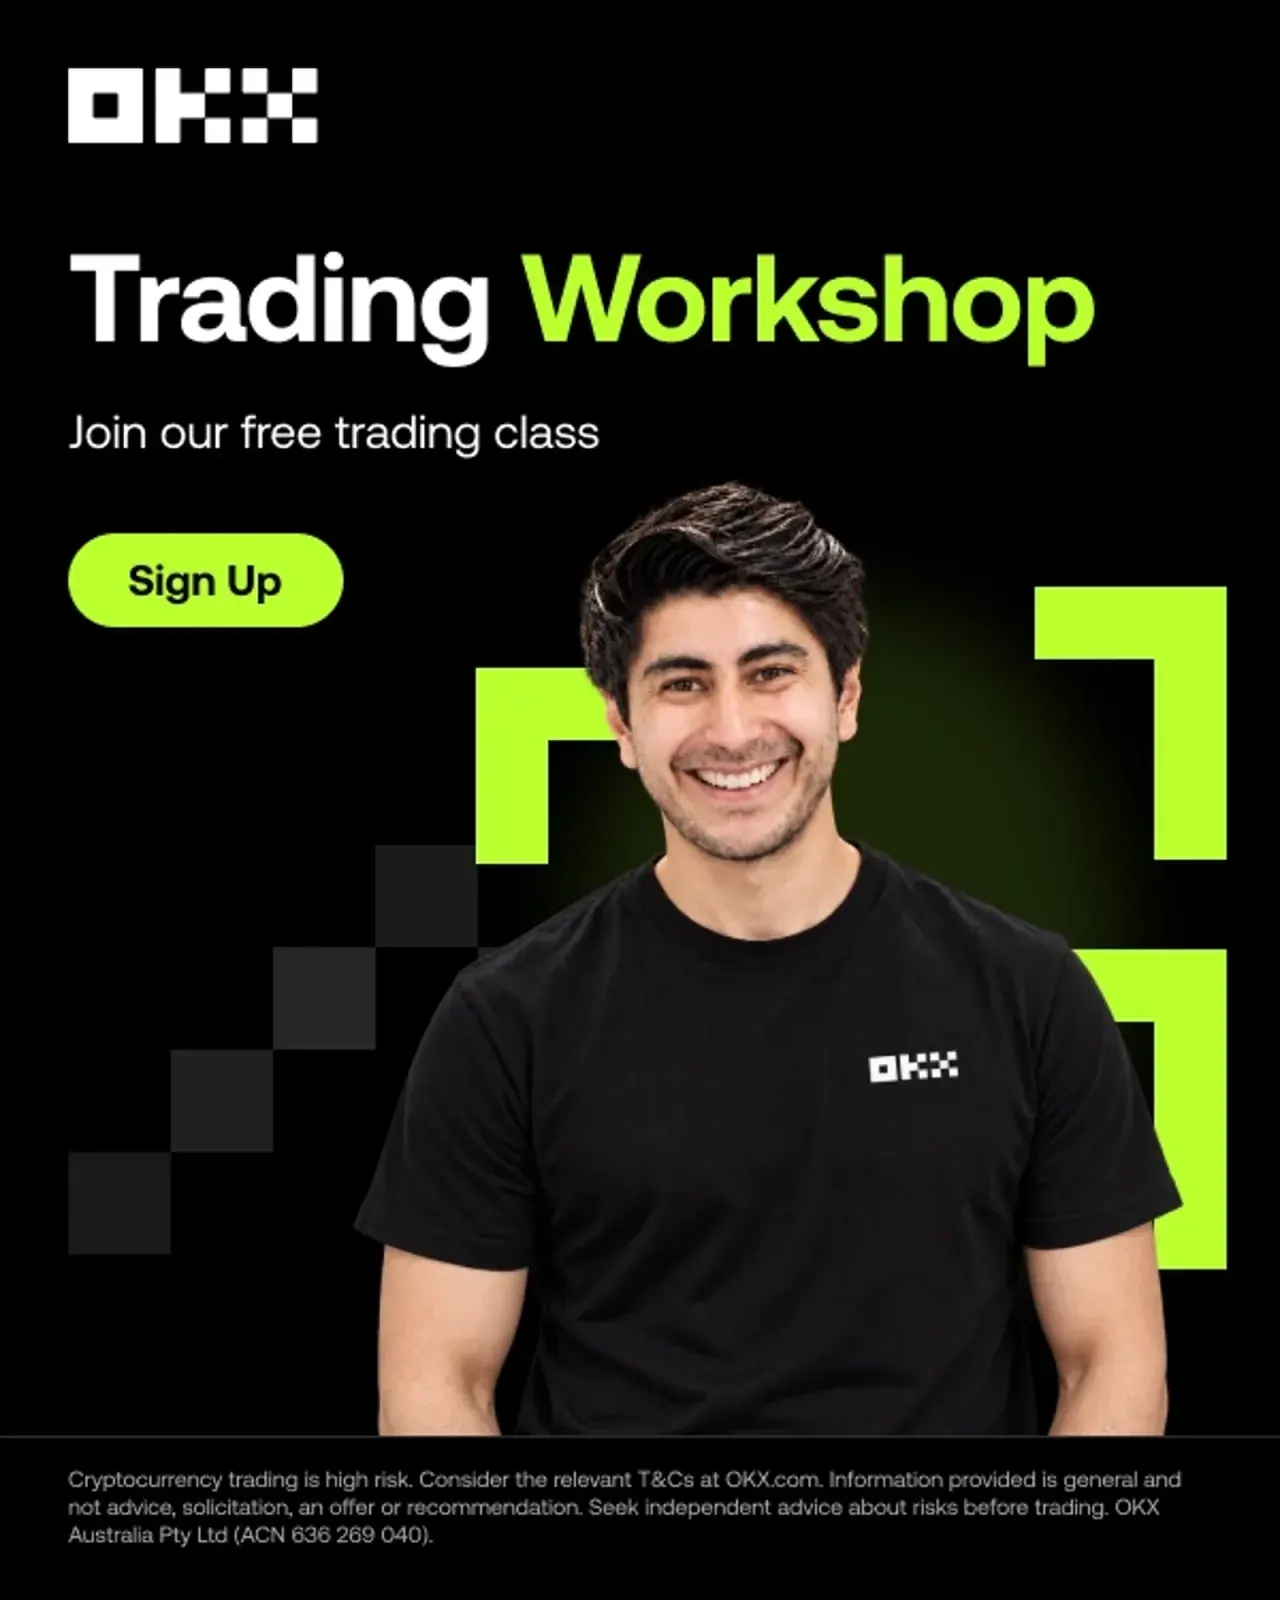 OKX
Trading Workshop
Join our free trading class
Sign Up
OKX
Cryptocurrency trading is high risk. Consider the relevant T&Cs at OKX.com. Information provided is general and
not advice, solicitation, an offer or recommendation. Seek independent advice about risks before trading. OKX
Australia Pty Ltd (ACN 636 269 040).